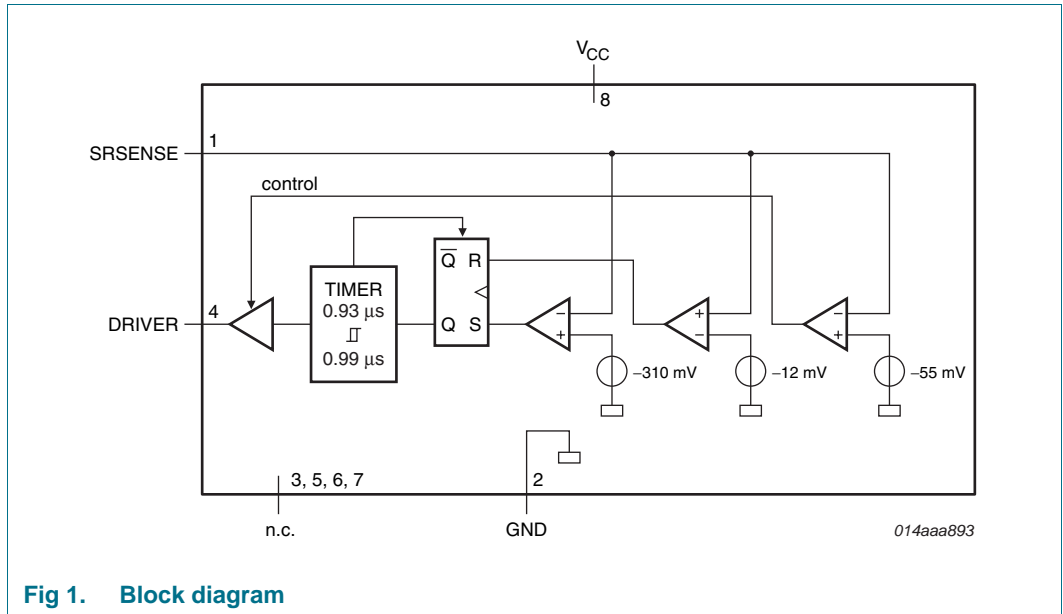 VCC
8
SRSENSE
1
control
Q R
TIMER
0.93 μs
0.99 μs
DRIVER
4
Q S
−
+
+
−
−
+
−310 mV
−12 mV
−55 mV
3, 5, 6, 7
2
n.c.
GND
014aaa893
Fig 1. Block diagram